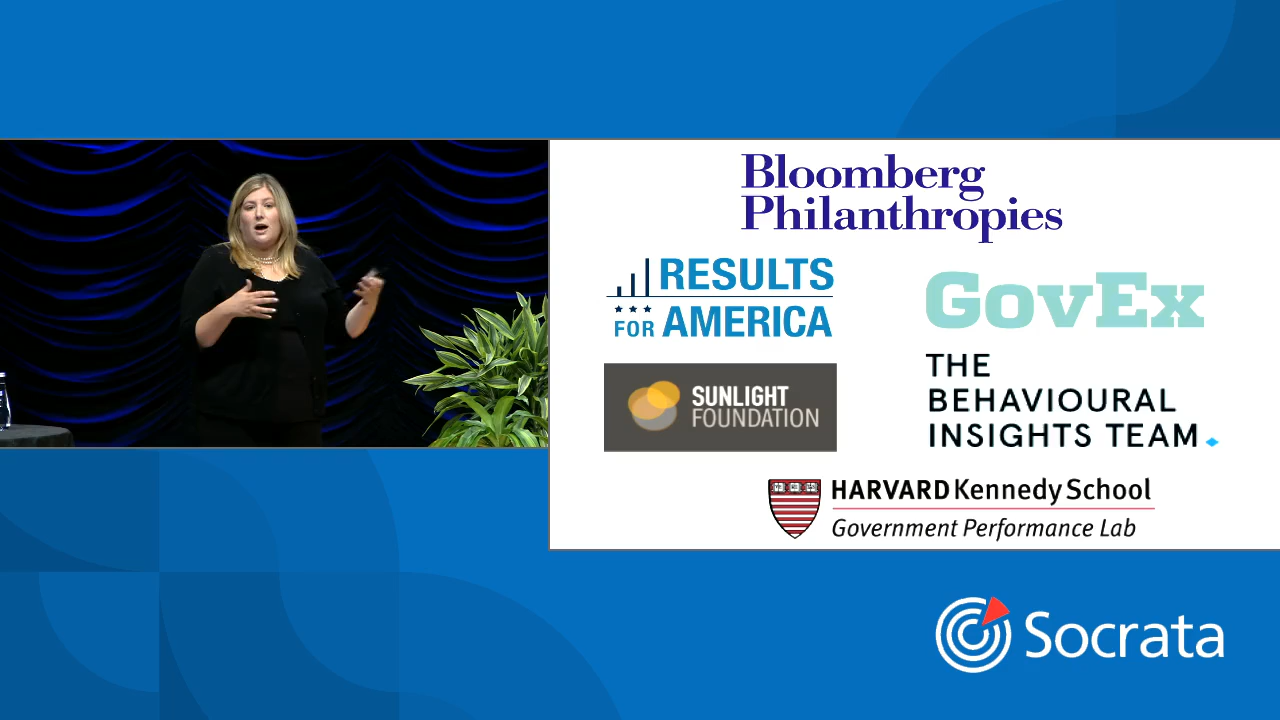 Bloomberg
Philanthropies
RESULTS
FOR AMERICA
GOVEX
SUNLIGHT
FOUNDATION
THE
BEHAVIOURAL
INSIGHTS TEAM
HARVARD Kennedy School
Government Performance Lab
Socrata